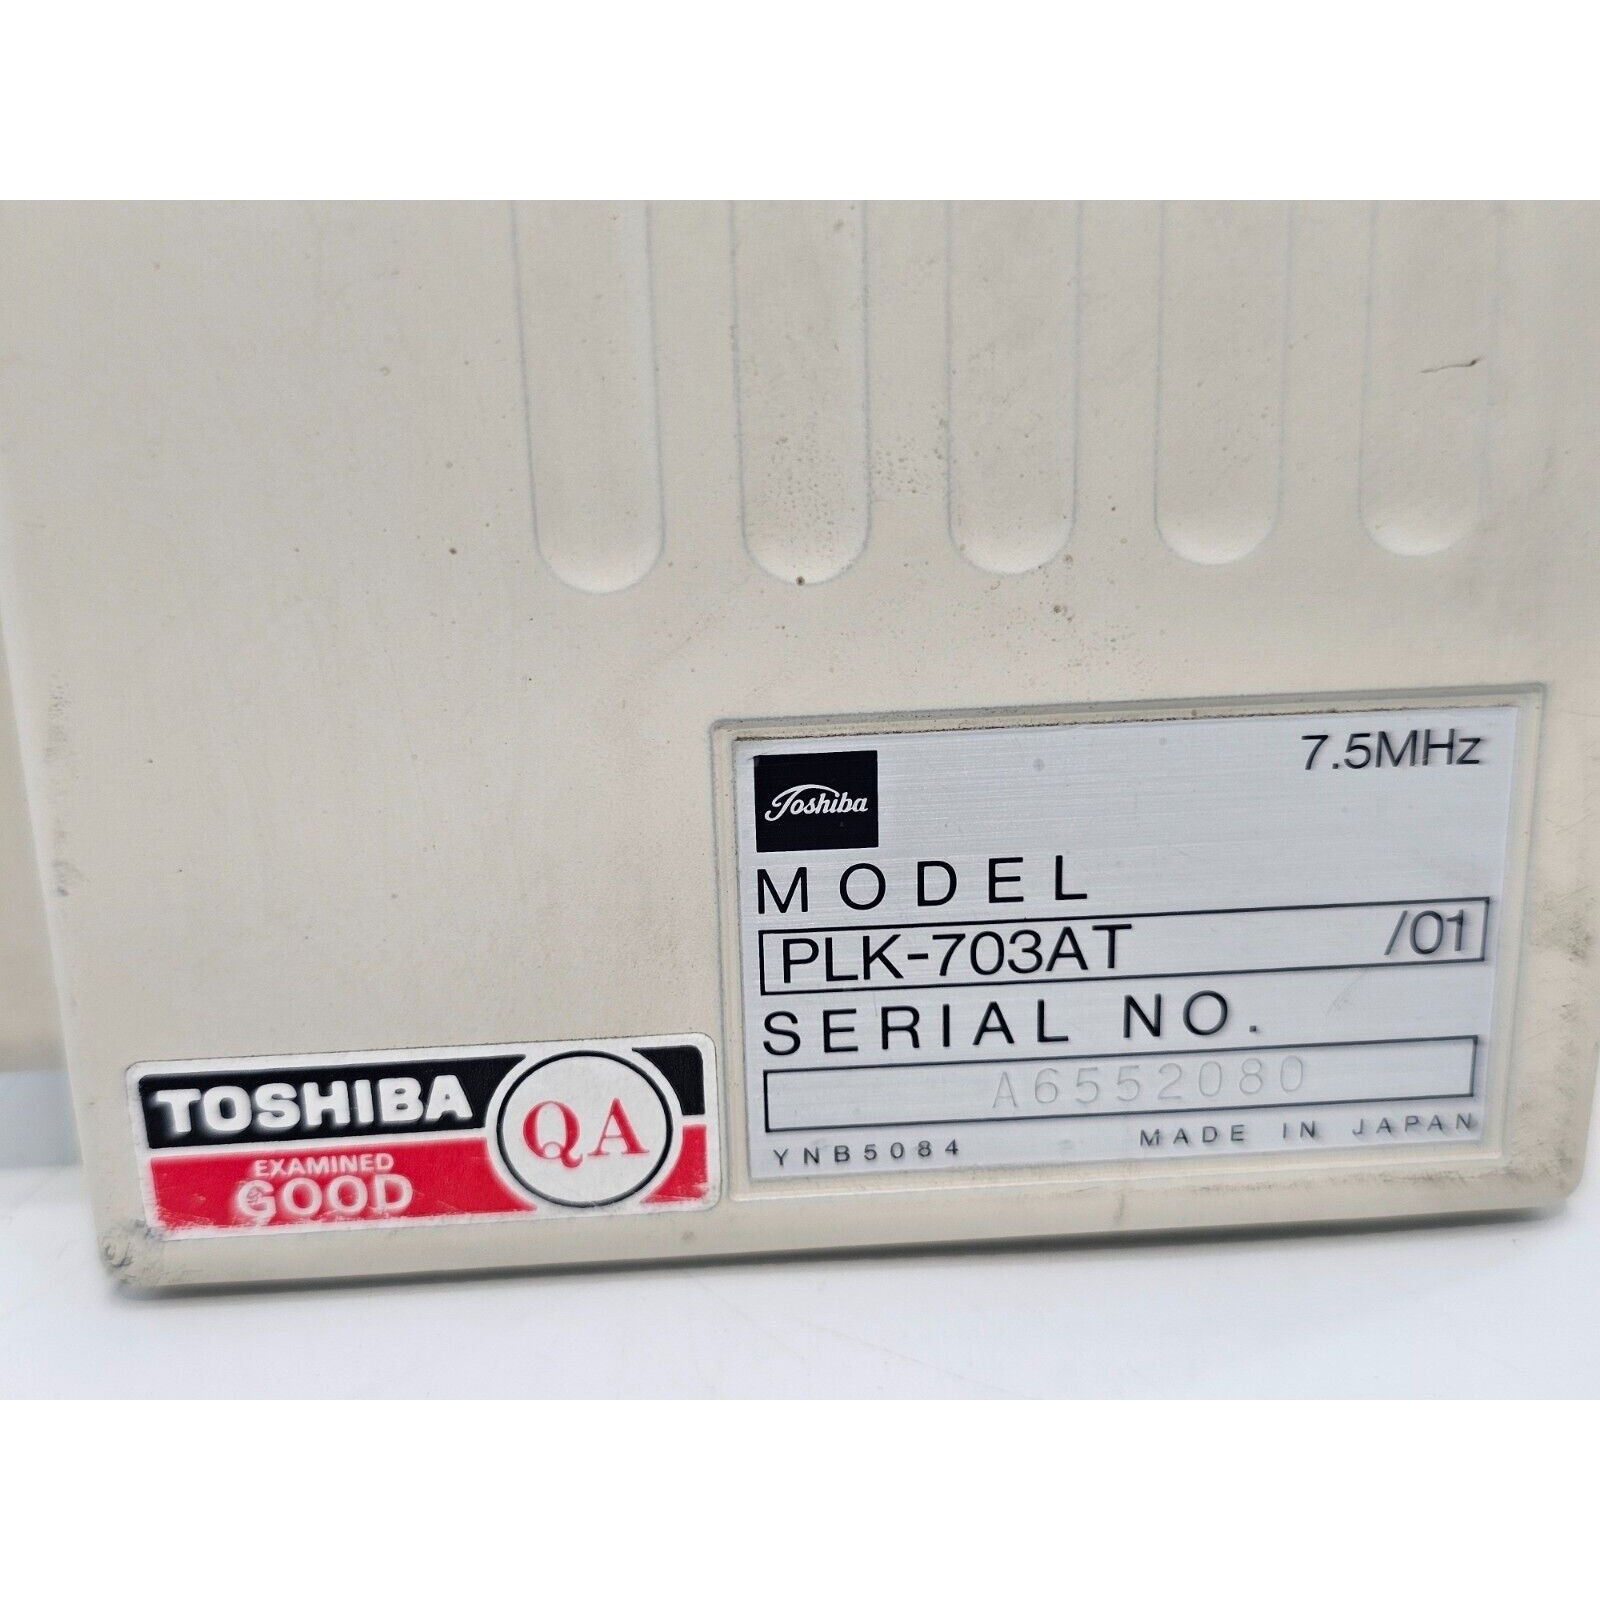 7.5MHz
Toshiba
MODEL
PLK-703AT /01
SERIAL NO.
A6552080
YNB5084 MADE IN JAPAN
TOSHIBA
QA
EXAMINED
GOOD